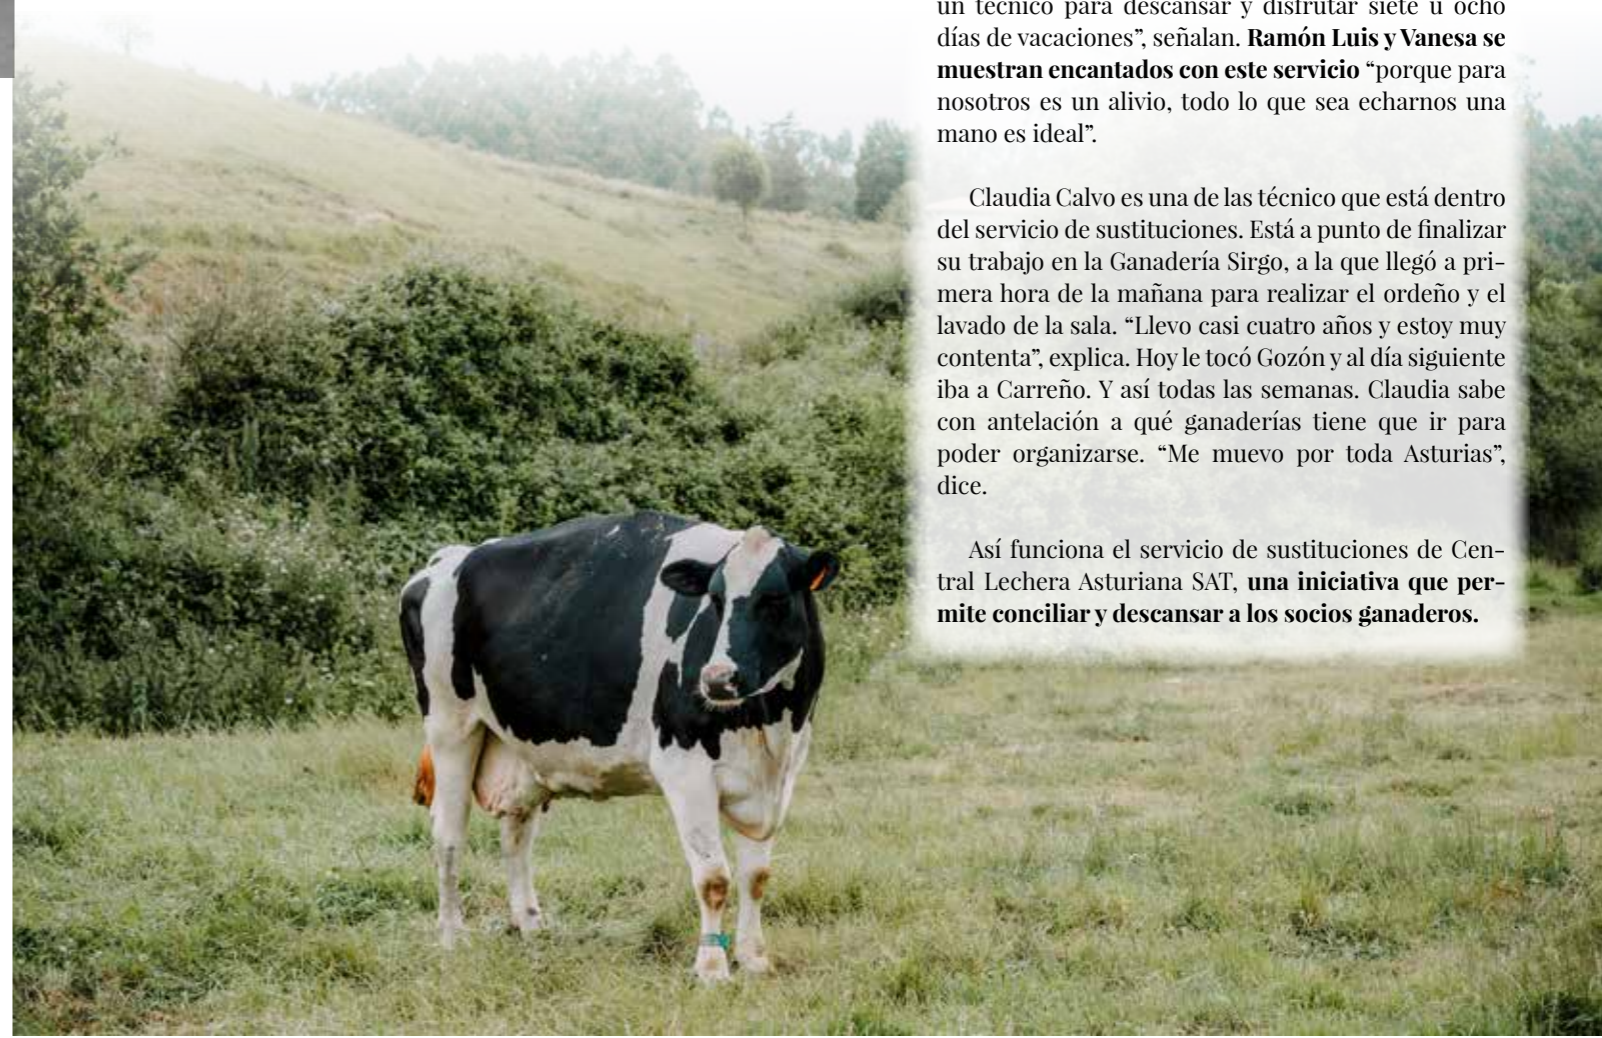 un técnico para descansar y disfrutar siete u ocho
días de vacaciones”, señalan. Ramón Luis y Vanesa se
muestran encantados con este servicio “porque para
nosotros es un alivio, todo lo que sea echarnos una
mano es ideal”.
Claudia Calvo es una de las técnico que está dentro
del servicio de sustituciones. Está a punto de finalizar
su trabajo en la Ganadería Sirgo, a la que llegó a pri-
mera hora de la mañana para realizar el ordeño y el
lavado de la sala. “Llevo casi cuatro años y estoy muy
contenta”, explica. Hoy le tocó Gozón y al día siguiente
iba a Carreño. Y así todas las semanas. Claudia sabe
con antelación a qué ganaderías tiene que ir para
poder organizarse. “Me muevo por toda Asturias”,
dice.
Así funciona el servicio de sustituciones de Cen-
tral Lechera Asturiana SAT, una iniciativa que per-
mite conciliar y descansar a los socios ganaderos.